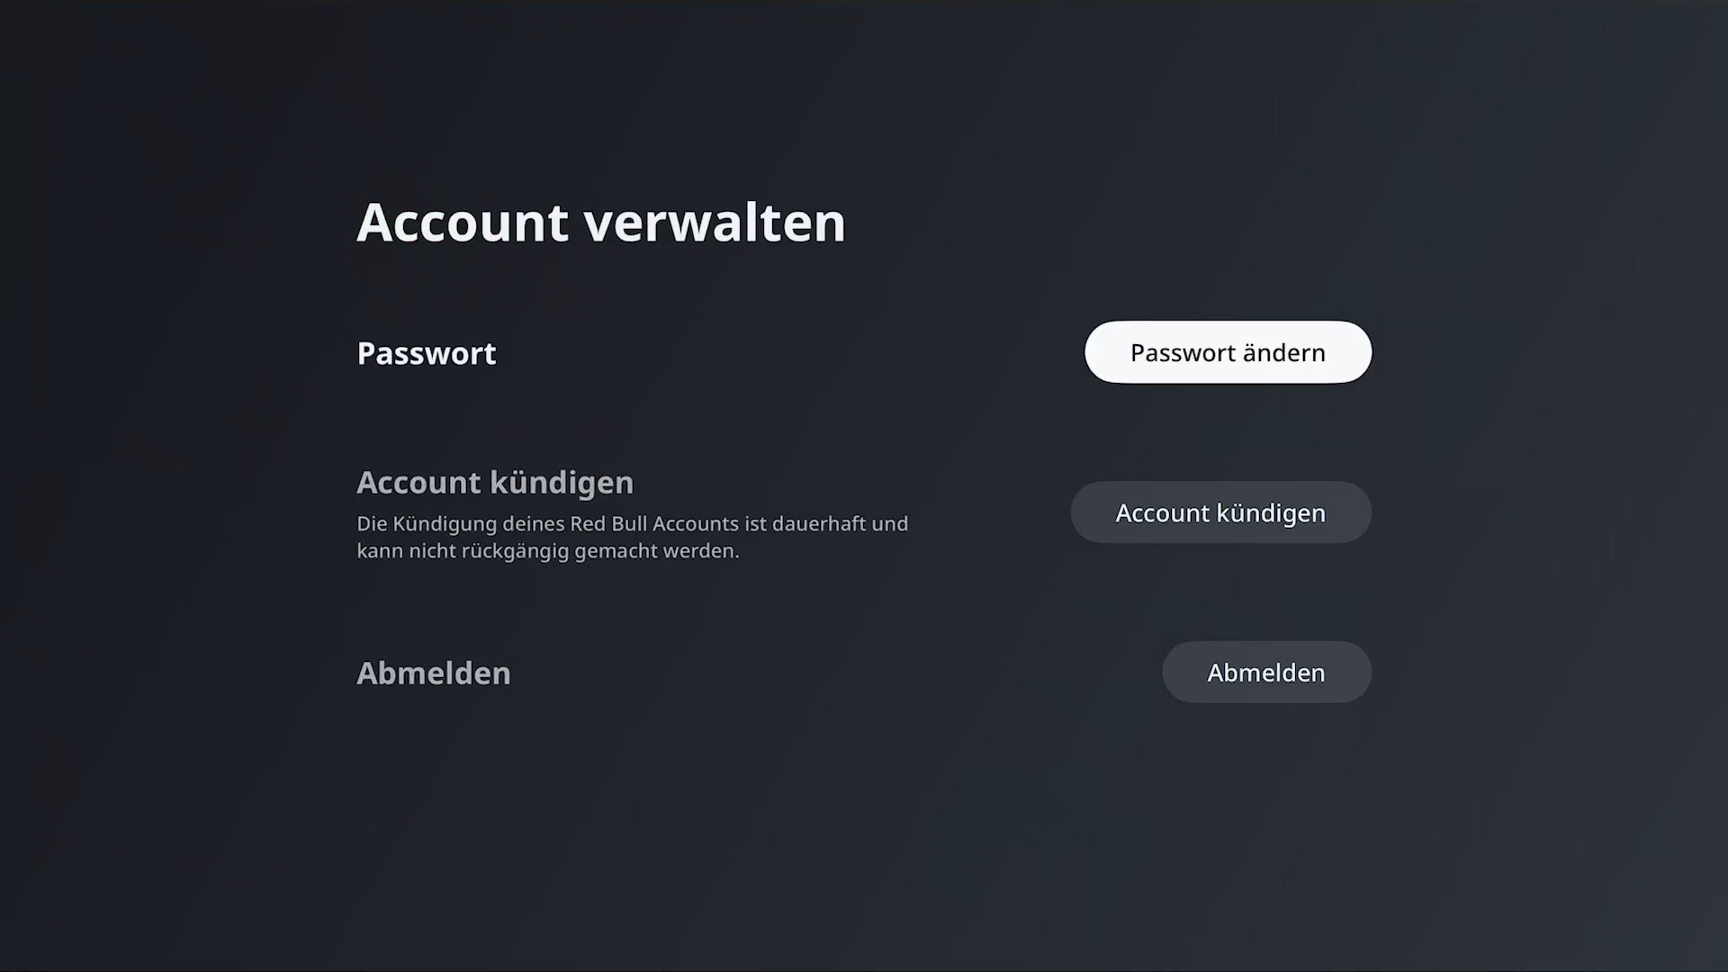 Account verwalten
Passwort
Passwort ändern
Account kündigen
Die Kündigung deines Red Bull Accounts ist dauerhaft und
kann nicht rückgängig gemacht werden.
Account kündigen
Abmelden
Abmelden